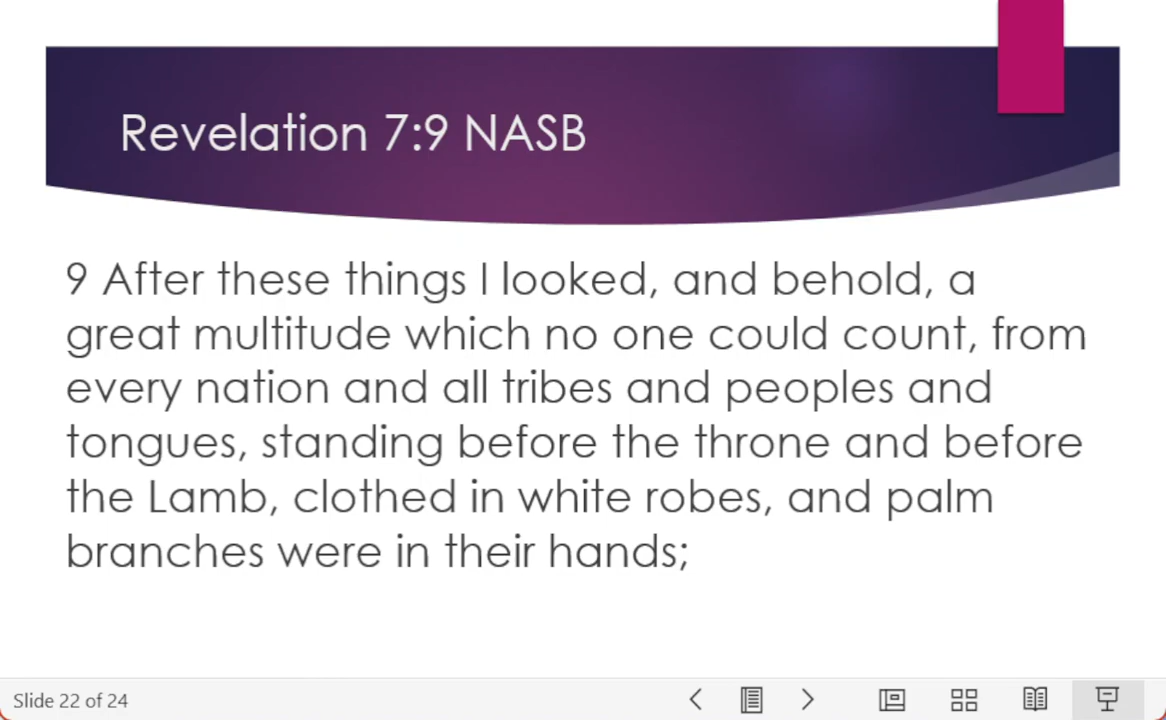 Revelation 7:9 NASB
9 After these things I looked, and behold, a
great multitude which no one could count, from
every nation and all tribes and peoples and
tongues, standing before the throne and before
the Lamb, clothed in white robes, and palm
branches were in their hands;
Slide 22 of 24